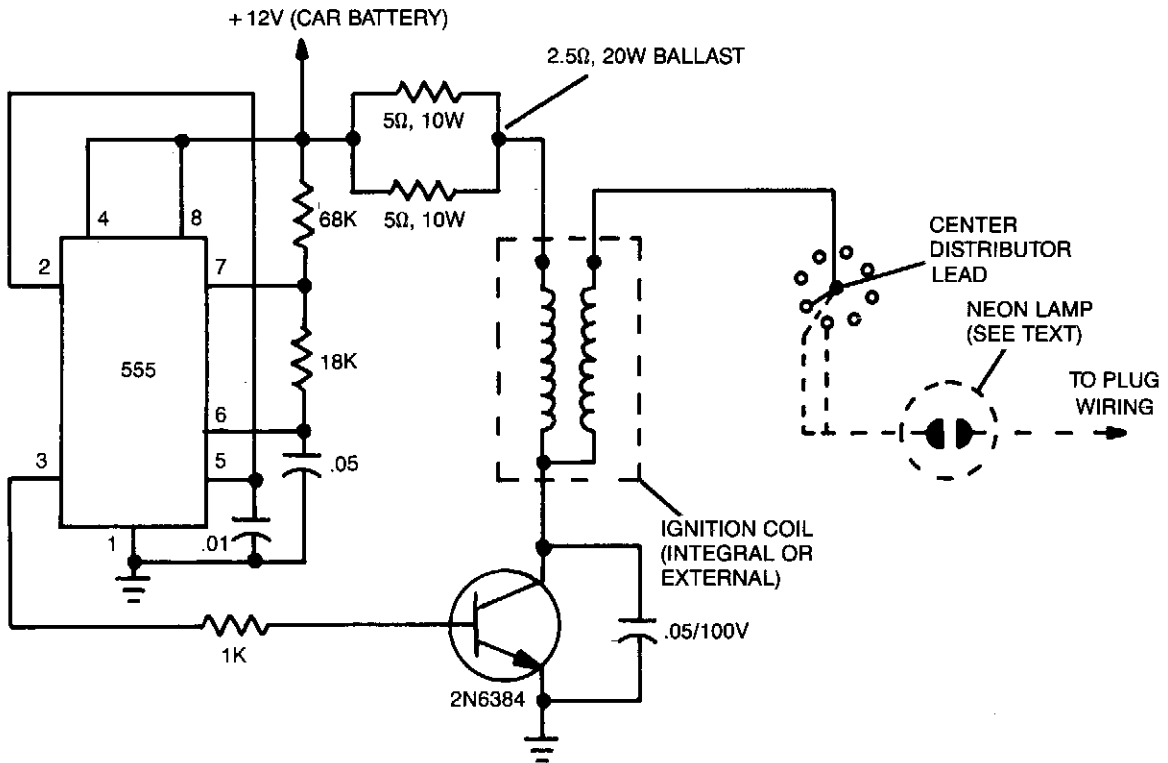 + 12V (CAR BATTERY)
2.5Ω, 20W BALLAST
5Ω, 10W
5Ω, 10W
68K
4
8
2
7
CENTER
DISTRIBUTOR
LEAD
NEON LAMP
(SEE TEXT)
18K
555
TO PLUG
WIRING
6
3
5
.05
.01
1
IGNITION COIL
(INTEGRAL OR
EXTERNAL)
1K
.05/100V
2N6384